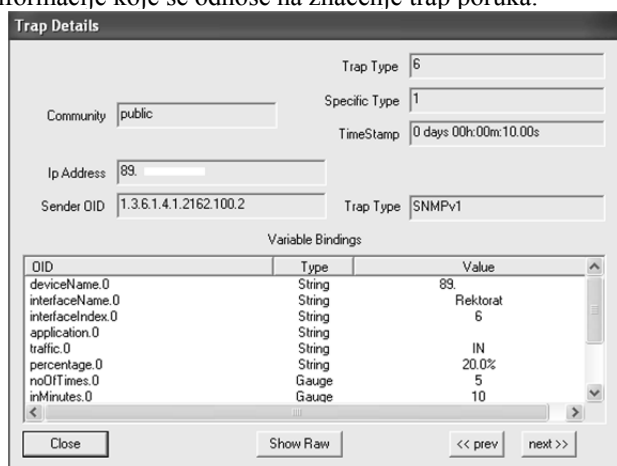 formacije koje se odnose na značenje trap poruka:
Trap Details
Trap Type 6
Community public
Specific Type 1
TimeStamp 0 days 00h:00m:10.00s
Ip Address 89.
Sender OID 1.3.6.1.4.1.2162.100.2
Trap Type SNMPv1
Variable Bindings
OID Type Value
deviceName.0 String 89.
interfaceName.0 String Rektorat
interfaceIndex.0 String 6
application.0 String
traffic.0 String IN
percentage.0 String 20.0%
noOfTimes.0 Gauge 5
inMinutes.0 Gauge 10
Close Show Raw << prev next >>